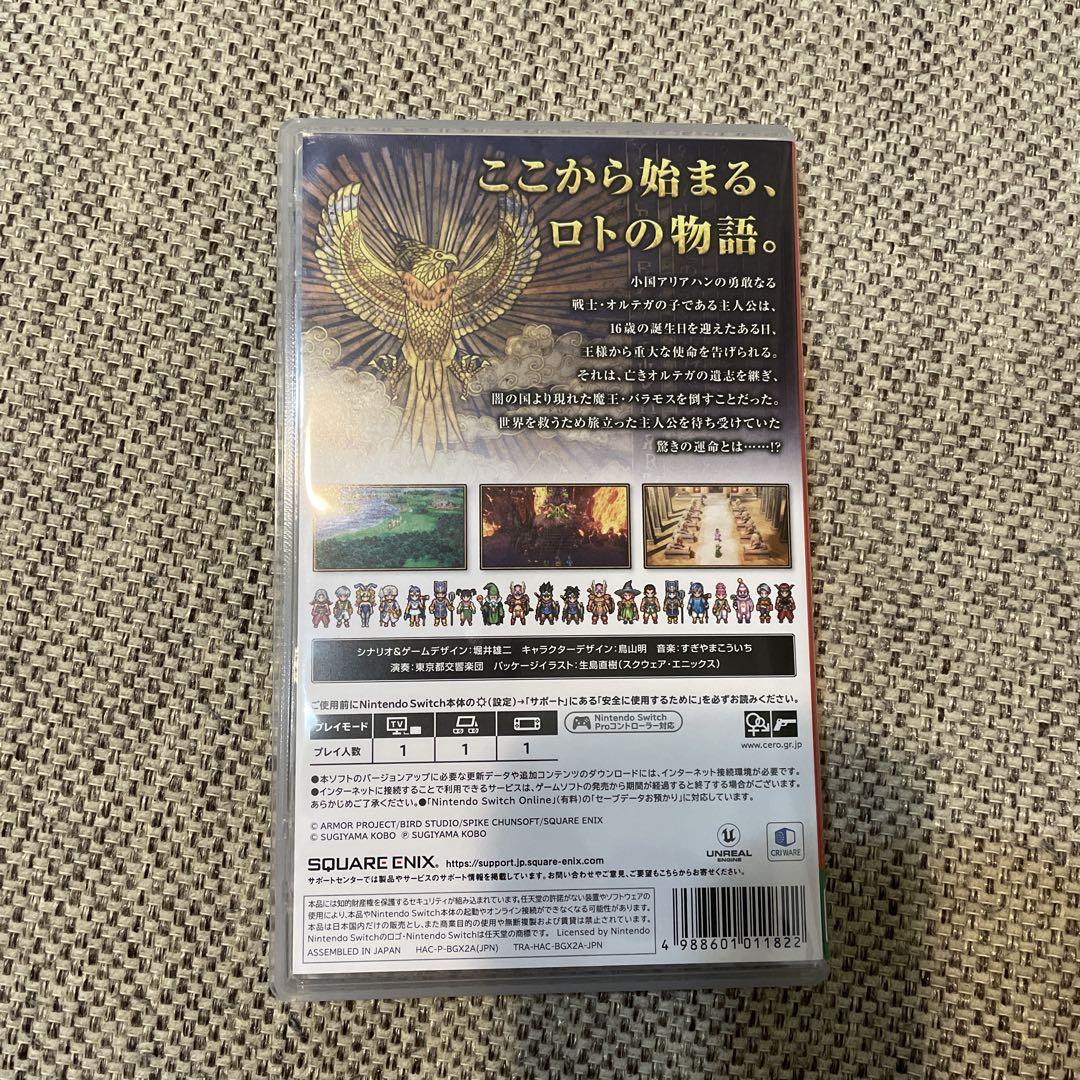 ここから始まる、
ロトの物語。
小国アリアハンの勇敢なる
戦士・オルテガの子である主人公は、
16歳の誕生日を迎えたある日、
王様から重大な使命を告げられる。
それは、亡きオルテガの遺志を継ぎ、
闇の国より現れた魔王・バラモスを倒すことだった。
世界を救うため旅立った主人公を待ち受けていた
驚きの運命とは……!?
シナリオ&ゲームデザイン:堀井雄二 キャラクターデザイン:鳥山明 音楽:すぎやまこういち
演奏:東京都交響楽団 パッケージイラスト:生島直樹(スクウェア・エニックス)
ご使用前にNintendo Switch本体の(設定)→「サポート」にある「安全に使用するために」を必ずお読みください。
プレイモード TV
Nintendo Switch
Proコントローラー対応
プレイ人数 1 1 1
www.cero.gr.jp
●本ソフトのバージョンアップに必要な更新データや追加コンテンツのダウンロードには、インターネット接続環境が必要です。
●インターネットに接続することで利用できるサービスは、ゲームソフトの発売から期間が経過すると終了する場合がございます。
あらかじめご了承ください。●「Nintendo Switch Online」(有料)の「セーブデータお預かり」に対応しています。
© ARMOR PROJECT/BIRD STUDIO/SPIKE CHUNSOFT/SQUARE ENIX
© SUGIYAMA KOBO ℗ SUGIYAMA KOBO
UNREAL
ENGINE
CRIWARE
SQUARE ENIX. https://support.jp.square-enix.com
サポートセンターでは製品やサービスのサポート情報を掲載しています。お問い合わせやご意見、ご要望もこちらからお寄せください。
本品には知的財産権を保護するセキュリティが組み込まれています。任天堂の許諾がない装置やソフトウェアの
使用により、本品やNintendo Switch本体の起動やオンライン接続ができなくなる可能性があります。
本品は日本国内だけの販売とし、また商業目的の使用や無断複製および賃貸は禁止されています。
Nintendo Switchのロゴ・Nintendo Switchは任天堂の商標です。 Licensed by Nintendo
ASSEMBLED IN JAPAN HAC-P-BGX2A(JPN) TRA-HAC-BGX2A-JPN
4 988601 011822